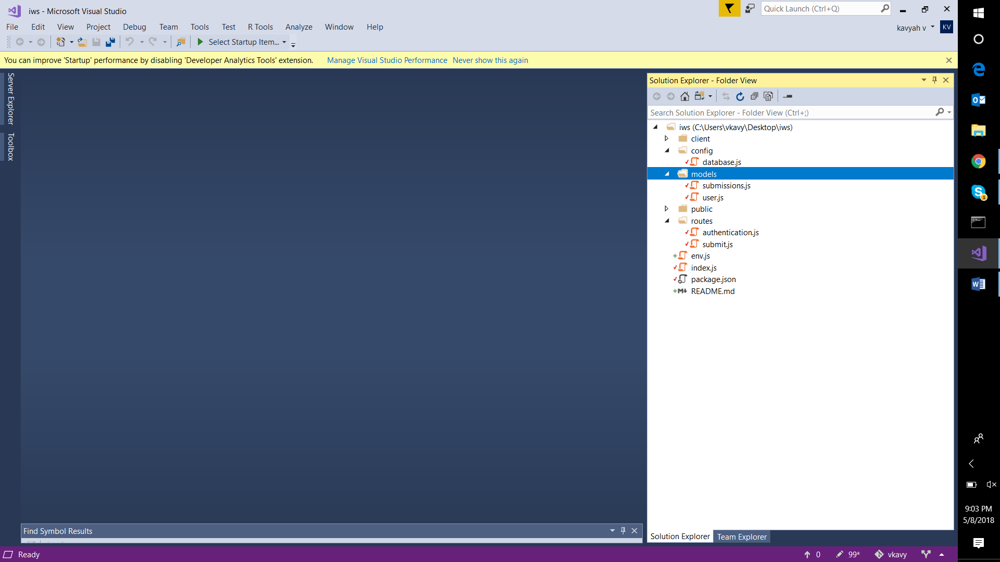 iws - Microsoft Visual Studio
Quick Launch (Ctrl+Q)
File Edit View Project Debug Team Tools Test R Tools Analyze Window Help
kavyah v KV
Select Startup Item...
You can improve 'Startup' performance by disabling 'Developer Analytics Tools' extension. Manage Visual Studio Performance Never show this again
Server Explorer
Toolbox
Solution Explorer - Folder View
Search Solution Explorer - Folder View (Ctrl+;)
iws (C:\Users\vkavy\Desktop\iws)
client
config
database.js
models
submissions.js
user.js
public
routes
authentication.js
submit.js
env.js
index.js
package.json
README.md
Find Symbol Results
Solution Explorer Team Explorer
Ready
0 99* vkavy
9:03 PM
5/8/2018